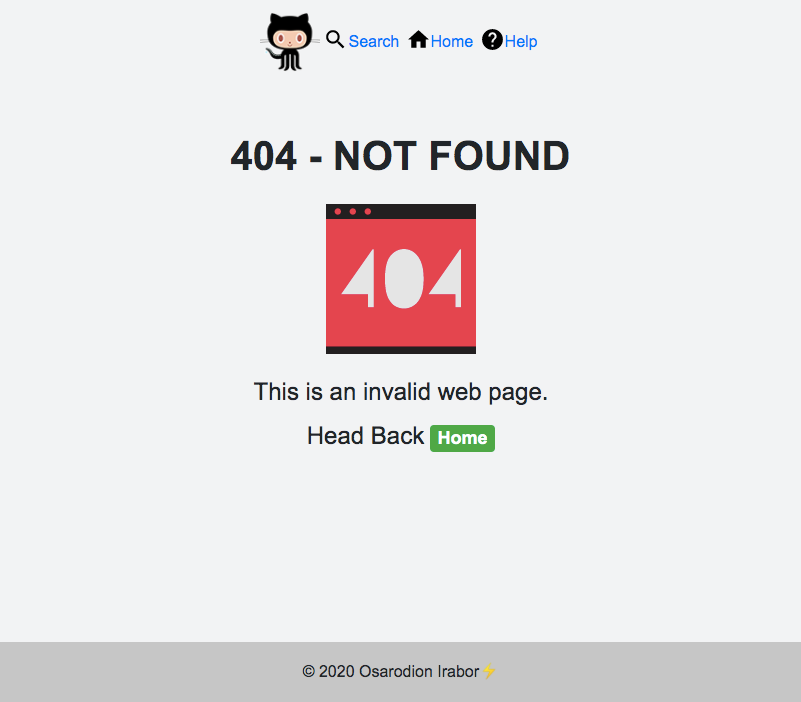 Search Home Help
404 - NOT FOUND
404
This is an invalid web page.
Head Back Home
© 2020 Osarodion Irabor⚡